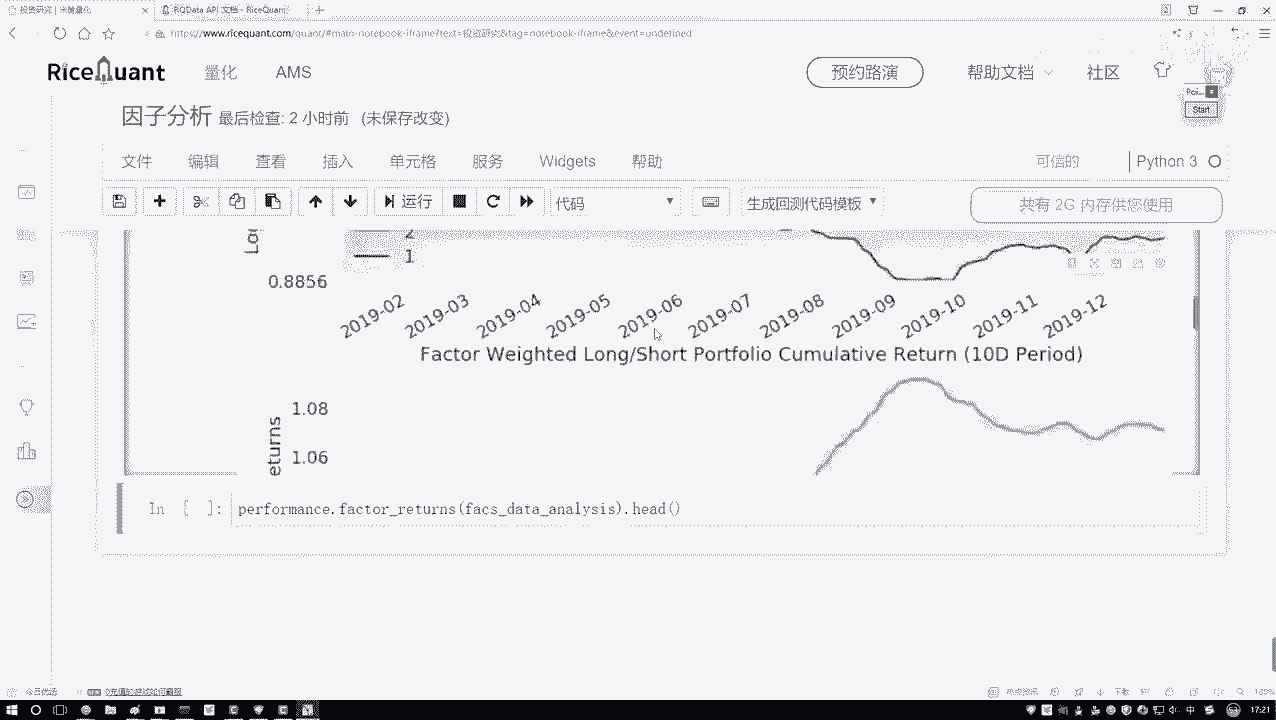 投资研究 | 米筐量化
RQData API 文档 - RiceQuant
https://www.ricequant.com/quant/#main-notebook-iframe?text=投资研究&tag=notebook-iframe&event=undefined
RiceQuant 量化 AMS 预约路演 帮助文档 社区
Poi...
Start
因子分析 最后检查: 2 小时前 (未保存改变)
文件 编辑 查看 插入 单元格 服务 Widgets 帮助 可信的 Python 3
运行 代码 生成回测代码模板 共有 2G 内存供您使用
2
1
0.8856
2019-02 2019-03 2019-04 2019-05 2019-06 2019-07 2019-08 2019-09 2019-10 2019-11 2019-12
Factor Weighted Long/Short Portfolio Cumulative Return (10D Period)
1.08
1.06
eturns
In [ ]: performance.factor_returns(facs_data_analysis).head()
今日优选
下载
180%
中
17:21